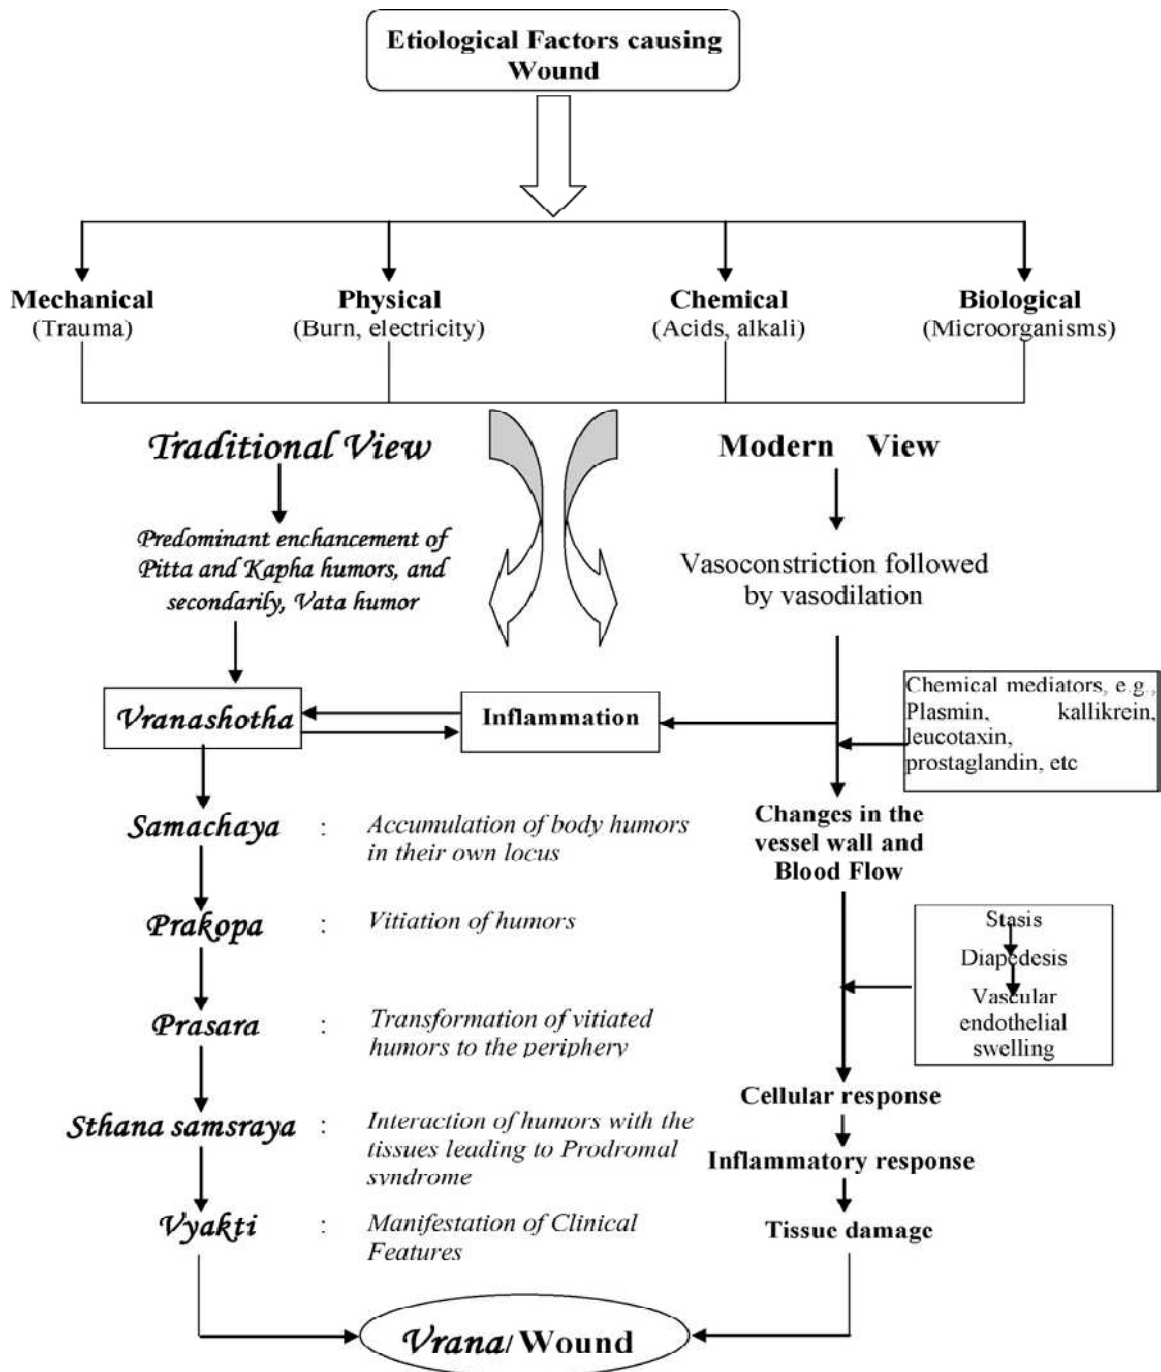 Etiological Factors causing
Wound
Mechanical
(Trauma)
Physical
(Burn, electricity)
Chemical
(Acids, alkali)
Biological
(Microorganisms)
Traditional View
Predominant enchancement of
Pitta and Kapha humors, and
secondarily, Vata humor
Vranashotha
Inflammation
Samachaya : Accumulation of body humors
in their own locus
Prakopa : Vitiation of humors
Prasara : Transformation of vitiated
humors to the periphery
Sthana samsraya : Interaction of humors with the
tissues leading to Prodromal
syndrome
Vyakti : Manifestation of Clinical
Features
Modern View
Vasoconstriction followed
by vasodilation
Chemical mediators, e.g.,
Plasmin, kallikrein,
leucotaxin,
prostaglandin, etc
Changes in the
vessel wall and
Blood Flow
Stasis
Diapedesis
Vascular
endothelial
swelling
Cellular response
Inflammatory response
Tissue damage
Vrana/Wound